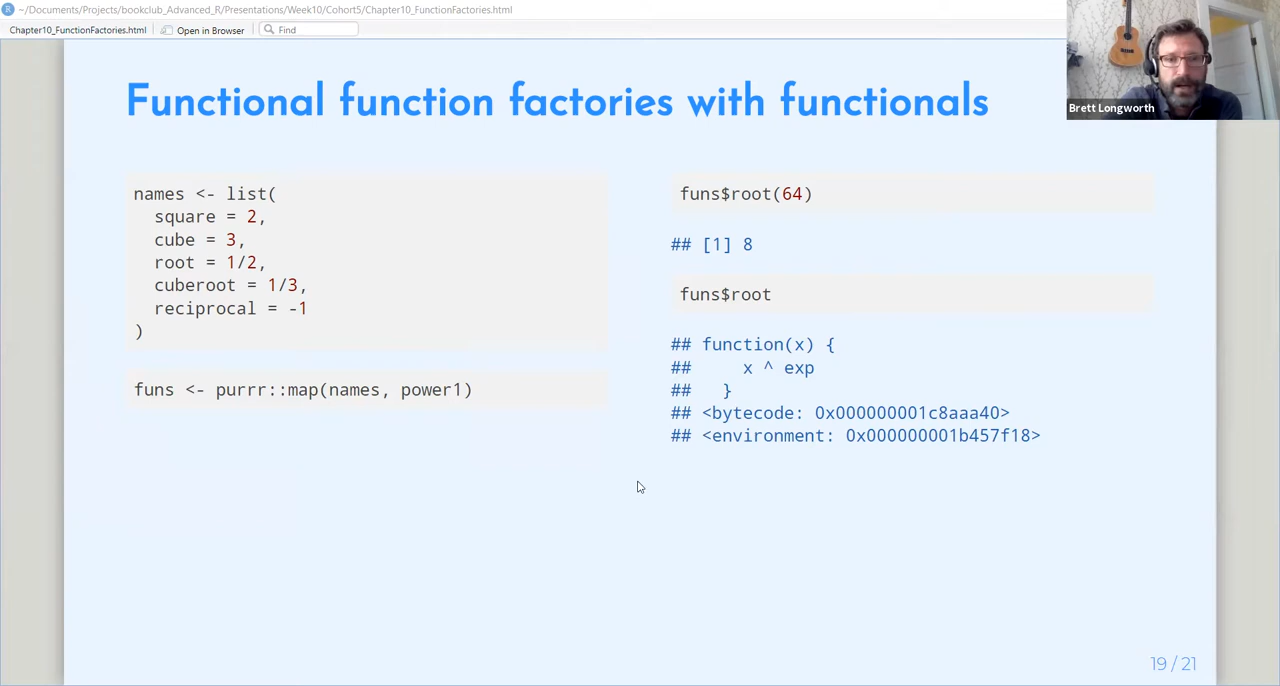 ~/Documents/Projects/bookclub_Advanced_R/Presentations/Week10/Cohort5/Chapter10_FunctionFactories.html
Chapter10_FunctionFactories.html
Open in Browser
Find
Brett Longworth
Functional function factories with functionals
names <- list(
  square = 2,
  cube = 3,
  root = 1/2,
  cuberoot = 1/3,
  reciprocal = -1
)
funs <- purrr::map(names, power1)
funs$root(64)
## [1] 8
funs$root
## function(x) {
##     x ^ exp
##   }
## <bytecode: 0x000000001c8aaa40>
## <environment: 0x000000001b457f18>
19 / 21